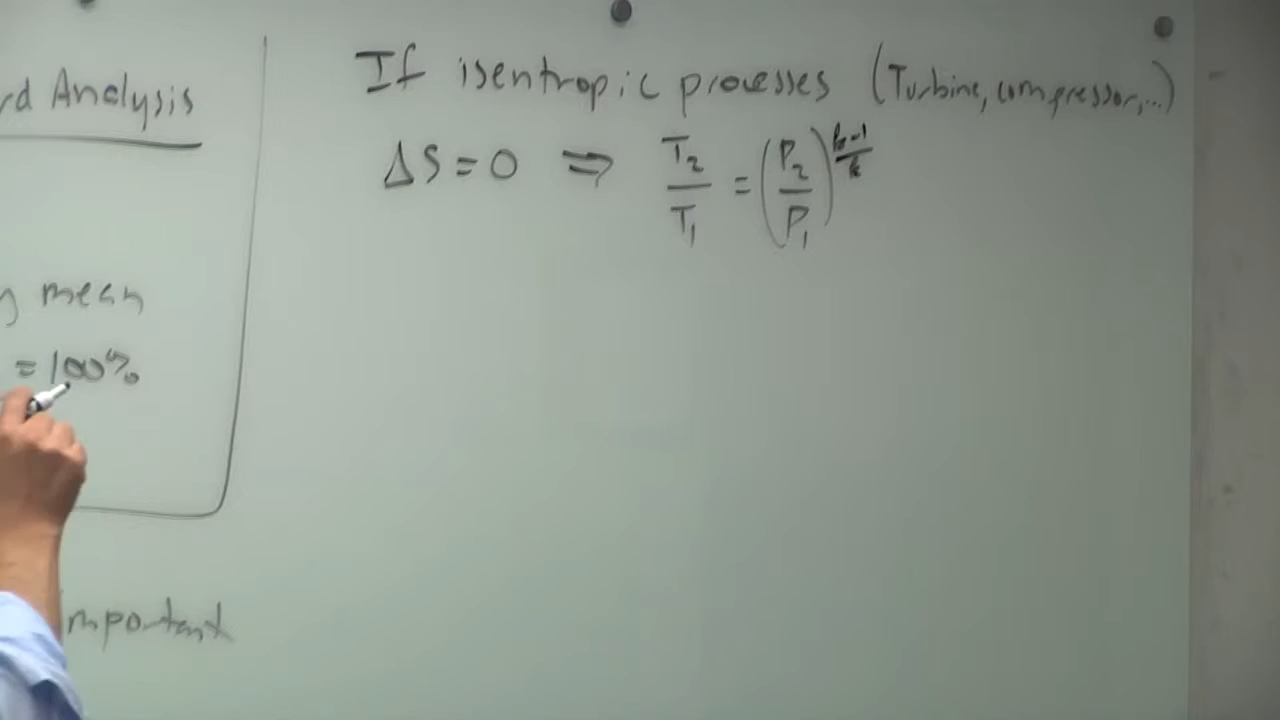 rd Analysis
mean
= 100%
mportant
If isentropic processes (Turbine, compressor,...)
ΔS = 0 ⇒ T₂/T₁ = (P₂/P₁)^((k-1)/k)